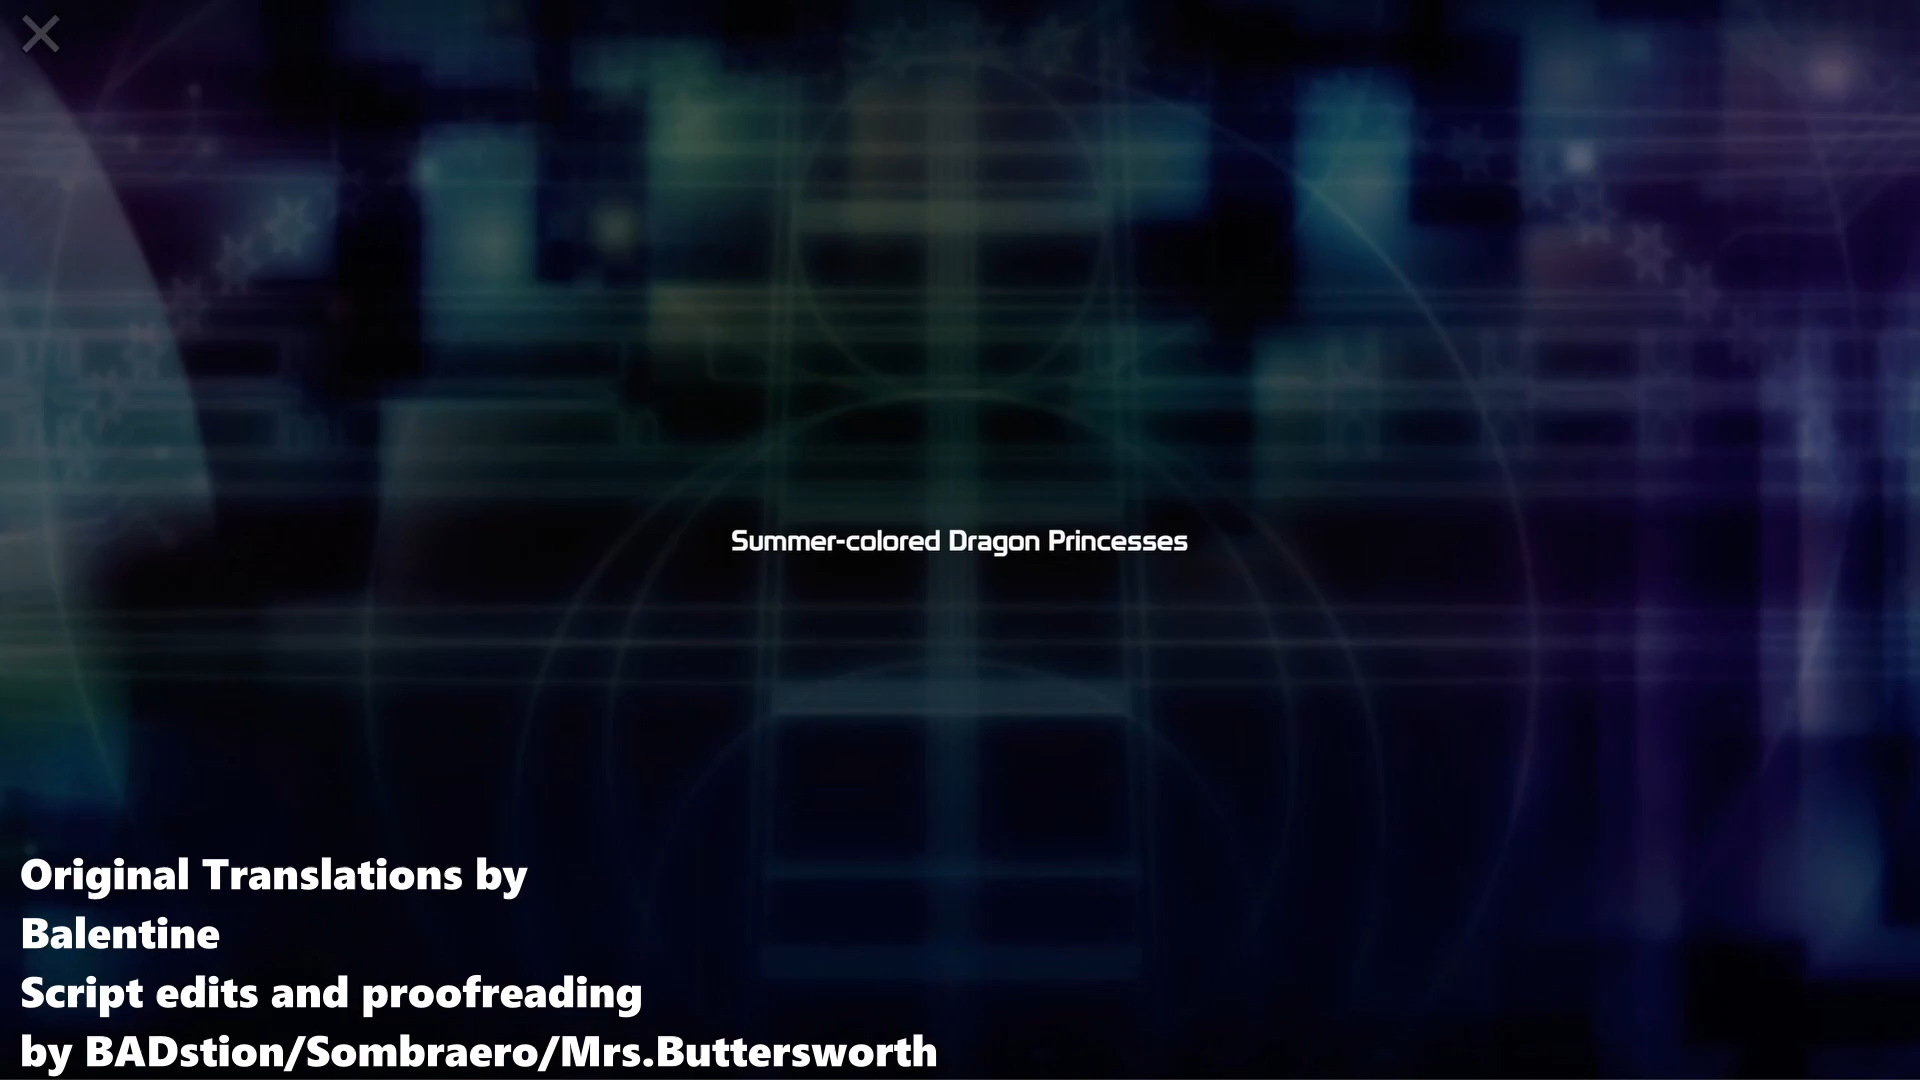 Summer-colored Dragon Princesses
Original Translations by
Balentine
Script edits and proofreading
by BADstion/Sombraero/Mrs.Buttersworth